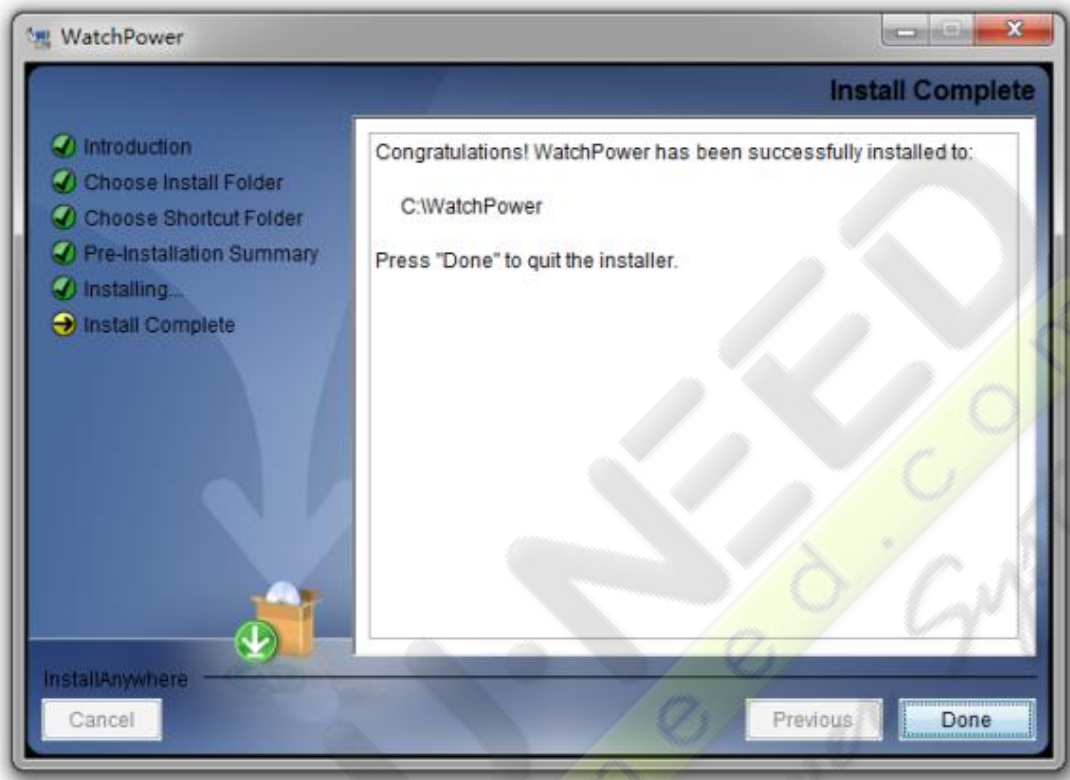 WatchPower
Install Complete
Introduction
Choose Install Folder
Choose Shortcut Folder
Pre-Installation Summary
Installing...
Install Complete
Congratulations! WatchPower has been successfully installed to:
C:\WatchPower
Press "Done" to quit the installer.
InstallAnywhere
Cancel
Previous
Done